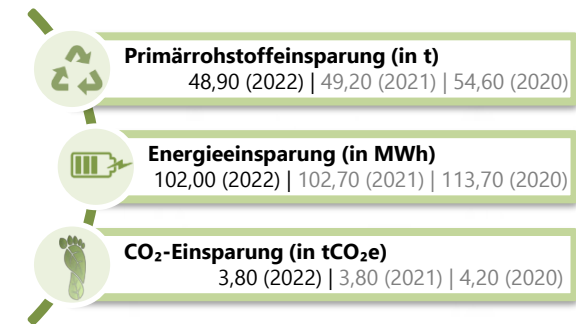 Primärrohstoffeinsparung (in t)
48,90 (2022) | 49,20 (2021) | 54,60 (2020)
Energieeinsparung (in MWh)
102,00 (2022) | 102,70 (2021) | 113,70 (2020)
CO₂-Einsparung (in tCO₂e)
3,80 (2022) | 3,80 (2021) | 4,20 (2020)